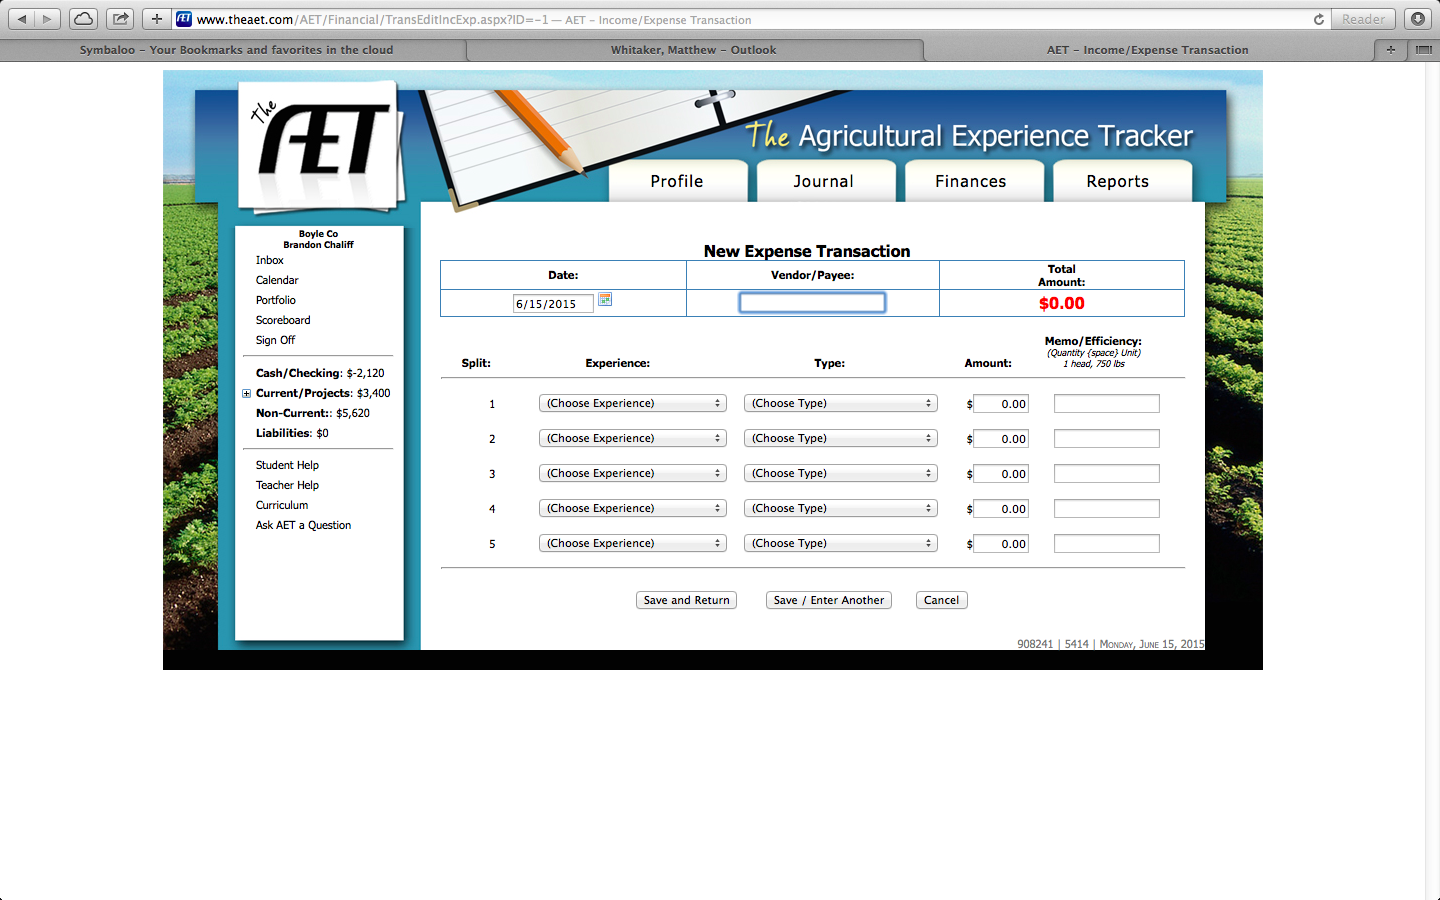 www.theaet.com/AET/Financial/TransEditIncExp.aspx?ID=-1 — AET - Income/Expense Transaction
Reader
Symbaloo - Your Bookmarks and favorites in the cloud
Whitaker, Matthew - Outlook
AET - Income/Expense Transaction
The AET
The Agricultural Experience Tracker
Profile
Journal
Finances
Reports
Boyle Co
Brandon Chaliff
Inbox
Calendar
Portfolio
Scoreboard
Sign Off
Cash/Checking: $-2,120
Current/Projects: $3,400
Non-Current:: $5,620
Liabilities: $0
Student Help
Teacher Help
Curriculum
Ask AET a Question
New Expense Transaction
Date: Vendor/Payee: Total Amount:
6/15/2015 $0.00
Split: Experience: Type: Amount: Memo/Efficiency:
(Quantity {space} Unit)
1 head, 750 lbs
1 (Choose Experience) (Choose Type) $ 0.00
2 (Choose Experience) (Choose Type) $ 0.00
3 (Choose Experience) (Choose Type) $ 0.00
4 (Choose Experience) (Choose Type) $ 0.00
5 (Choose Experience) (Choose Type) $ 0.00
Save and Return Save / Enter Another Cancel
908241 | 5414 | Monday, June 15, 2015